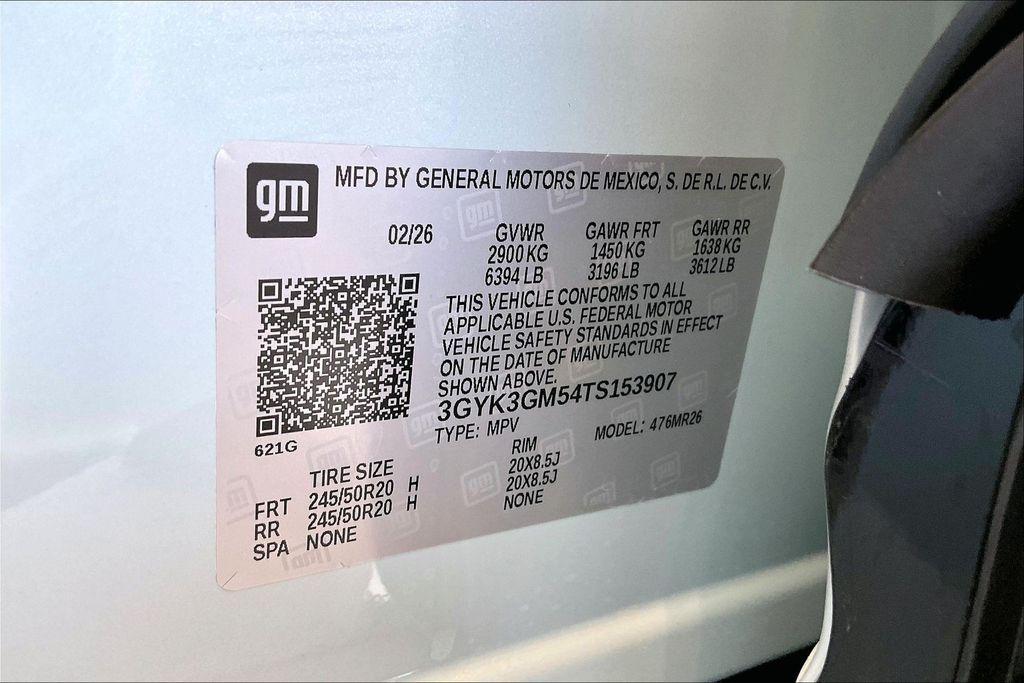 gm
MFD BY GENERAL MOTORS DE MEXICO, S. DE R.L. DE C.V.
02/26 GVWR GAWR FRT GAWR RR
2900 KG 1450 KG 1638 KG
6394 LB 3196 LB 3612 LB
THIS VEHICLE CONFORMS TO ALL
APPLICABLE U.S. FEDERAL MOTOR
VEHICLE SAFETY STANDARDS IN EFFECT
ON THE DATE OF MANUFACTURE
SHOWN ABOVE.
3GYK3GM54TS153907
TYPE: MPV MODEL: 476MR26
621G
TIRE SIZE RIM
FRT 245/50R20 H 20X8.5J
RR 245/50R20 H 20X8.5J
SPA NONE NONE